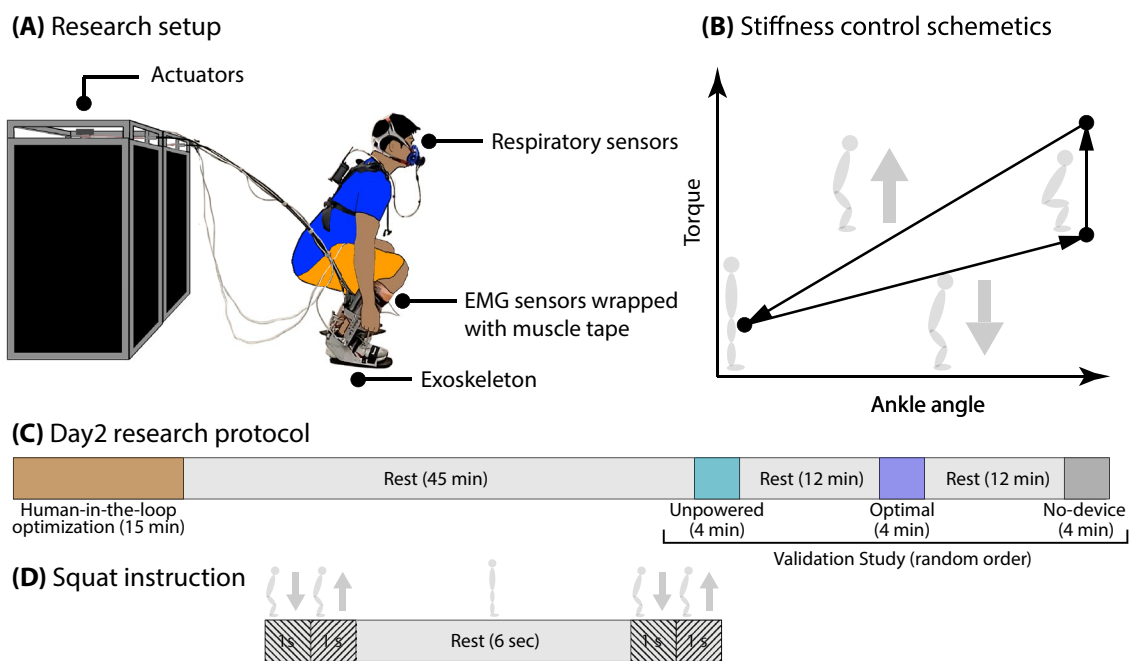 (A) Research setup
Actuators
Respiratory sensors
EMG sensors wrapped
with muscle tape
Exoskeleton
(B) Stiffness control schemetics
Torque
Ankle angle
(C) Day2 research protocol
Rest (45 min)
Rest (12 min)
Rest (12 min)
Human-in-the-loop
optimization (15 min)
Unpowered
(4 min)
Optimal
(4 min)
No-device
(4 min)
Validation Study (random order)
(D) Squat instruction
1 s
1 s
Rest (6 sec)
1 s
1 s